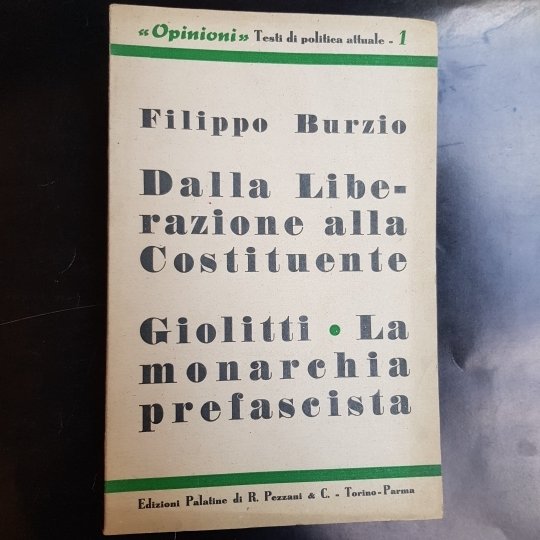 «Opinioni» Testi di politica attuale - 1
Filippo Burzio
Dalla Libe-
razione alla
Costituente
Giolitti • La
monarchia
prefascista
Edizioni Palatine di R. Pezzani & C. - Torino-Parma